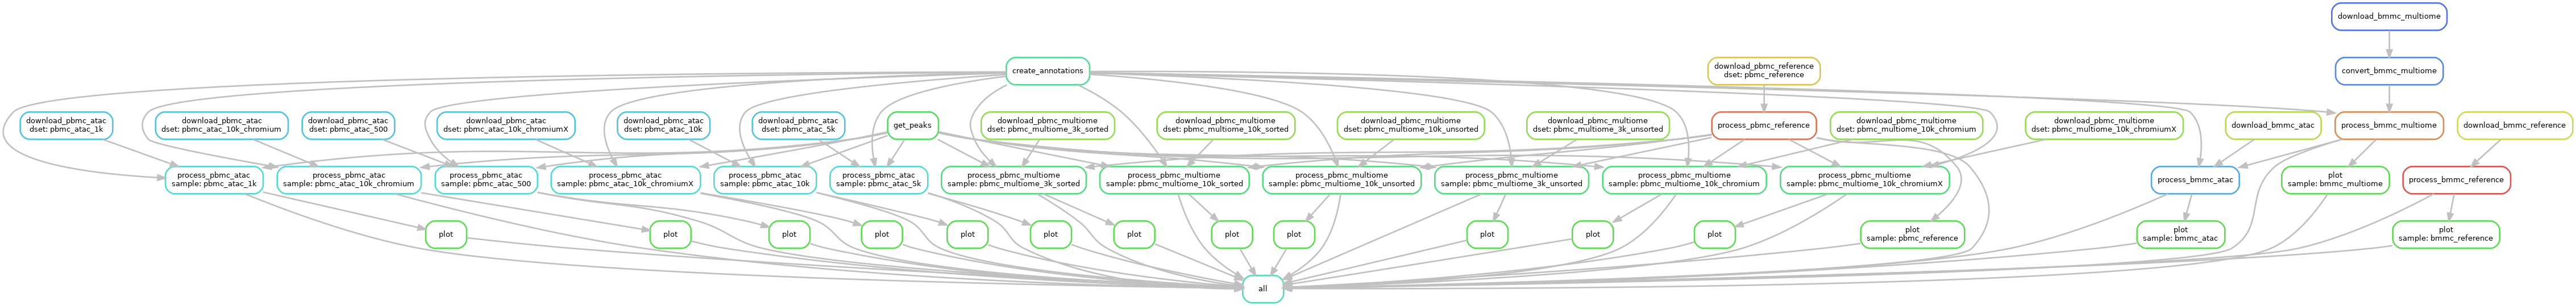 download_bmmc_multiome
create_annotations
download_pbmc_reference
dset: pbmc_reference
convert_bmmc_multiome
download_pbmc_atac
dset: pbmc_atac_1k
download_pbmc_atac
dset: pbmc_atac_10k_chromium
download_pbmc_atac
dset: pbmc_atac_500
download_pbmc_atac
dset: pbmc_atac_10k_chromiumX
download_pbmc_atac
dset: pbmc_atac_10k
download_pbmc_atac
dset: pbmc_atac_5k
get_peaks
download_pbmc_multiome
dset: pbmc_multiome_3k_sorted
download_pbmc_multiome
dset: pbmc_multiome_10k_sorted
download_pbmc_multiome
dset: pbmc_multiome_10k_unsorted
download_pbmc_multiome
dset: pbmc_multiome_3k_unsorted
process_pbmc_reference
download_pbmc_multiome
dset: pbmc_multiome_10k_chromium
download_pbmc_multiome
dset: pbmc_multiome_10k_chromiumX
download_bmmc_atac
process_bmmc_multiome
download_bmmc_reference
process_pbmc_atac
sample: pbmc_atac_1k
process_pbmc_atac
sample: pbmc_atac_10k_chromium
process_pbmc_atac
sample: pbmc_atac_500
process_pbmc_atac
sample: pbmc_atac_10k_chromiumX
process_pbmc_atac
sample: pbmc_atac_10k
process_pbmc_atac
sample: pbmc_atac_5k
process_pbmc_multiome
sample: pbmc_multiome_3k_sorted
process_pbmc_multiome
sample: pbmc_multiome_10k_sorted
process_pbmc_multiome
sample: pbmc_multiome_10k_unsorted
process_pbmc_multiome
sample: pbmc_multiome_3k_unsorted
process_pbmc_multiome
sample: pbmc_multiome_10k_chromium
process_pbmc_multiome
sample: pbmc_multiome_10k_chromiumX
process_bmmc_atac
plot
sample: bmmc_multiome
process_bmmc_reference
plot
plot
plot
plot
plot
plot
plot
plot
plot
plot
plot
plot
plot
sample: pbmc_reference
plot
sample: bmmc_atac
plot
sample: bmmc_reference
all